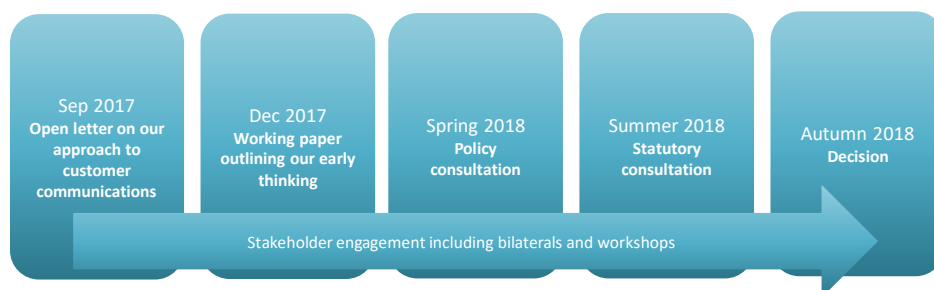 Sep 2017
Open letter on our
approach to
customer
communications
Dec 2017
Working paper
outlining our early
thinking
Spring 2018
Policy
consultation
Summer 2018
Statutory
consultation
Autumn 2018
Decision
Stakeholder engagement including bilaterals and workshops